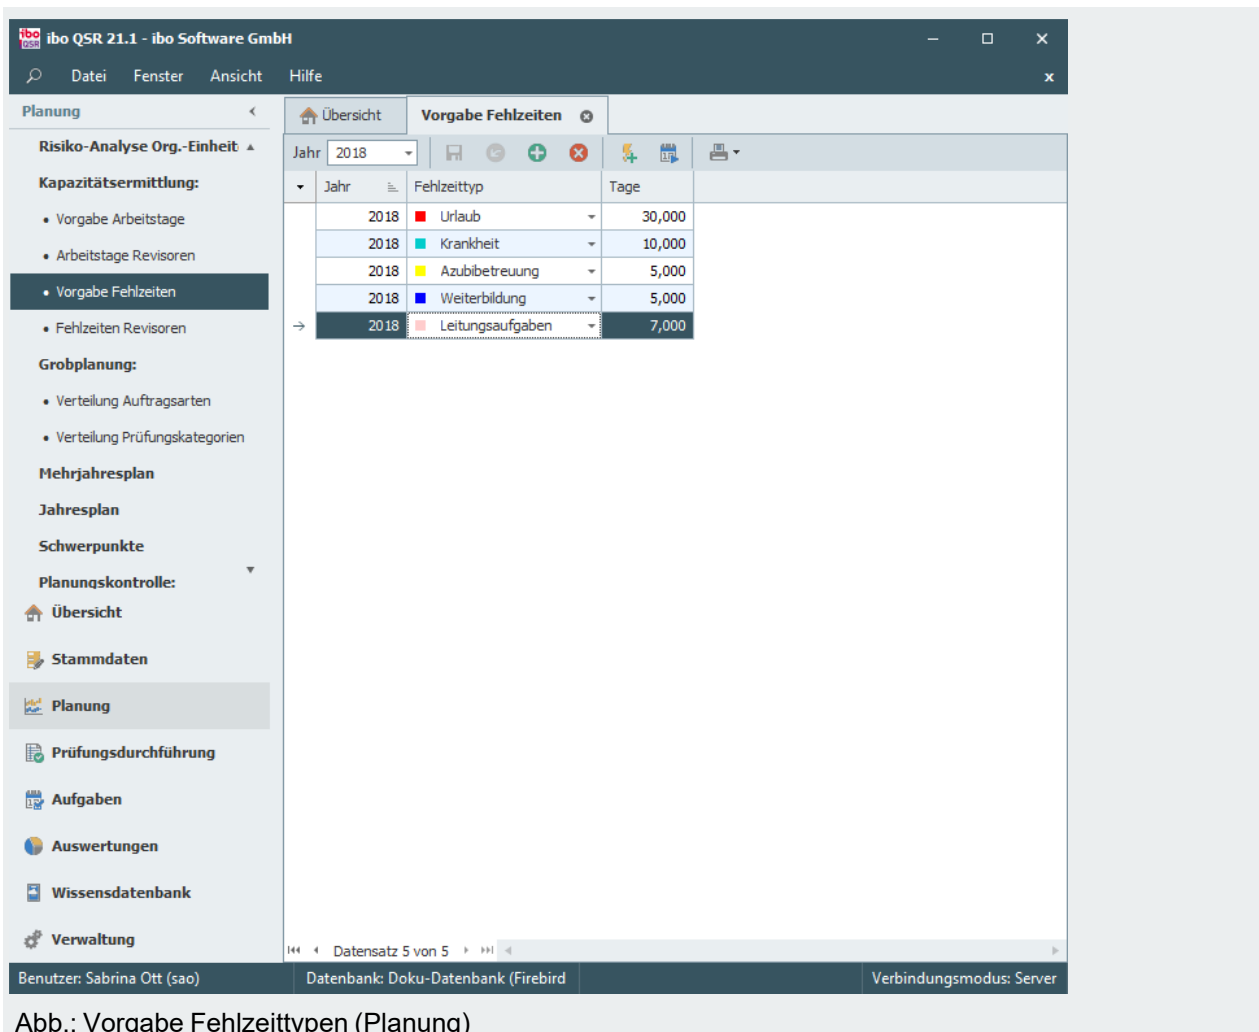 ibo QSR 21.1 - ibo Software GmbH
Datei Fenster Ansicht Hilfe
Planung
Risiko-Analyse Org.-Einheit
Kapazitätsermittlung:
• Vorgabe Arbeitstage
• Arbeitstage Revisoren
• Vorgabe Fehlzeiten
• Fehlzeiten Revisoren
Grobplanung:
• Verteilung Auftragsarten
• Verteilung Prüfungskategorien
Mehrjahresplan
Jahresplan
Schwerpunkte
Planungskontrolle:
Übersicht
Stammdaten
Planung
Prüfungsdurchführung
Aufgaben
Auswertungen
Wissensdatenbank
Verwaltung
Übersicht Vorgabe Fehlzeiten
Jahr 2018
Jahr Fehlzeittyp Tage
2018 Urlaub 30,000
2018 Krankheit 10,000
2018 Azubibetreuung 5,000
2018 Weiterbildung 5,000
2018 Leitungsaufgaben 7,000
Datensatz 5 von 5
Benutzer: Sabrina Ott (sao) Datenbank: Doku-Datenbank (Firebird Verbindungsmodus: Server
Abb.: Vorgabe Fehlzeittypen (Planung)